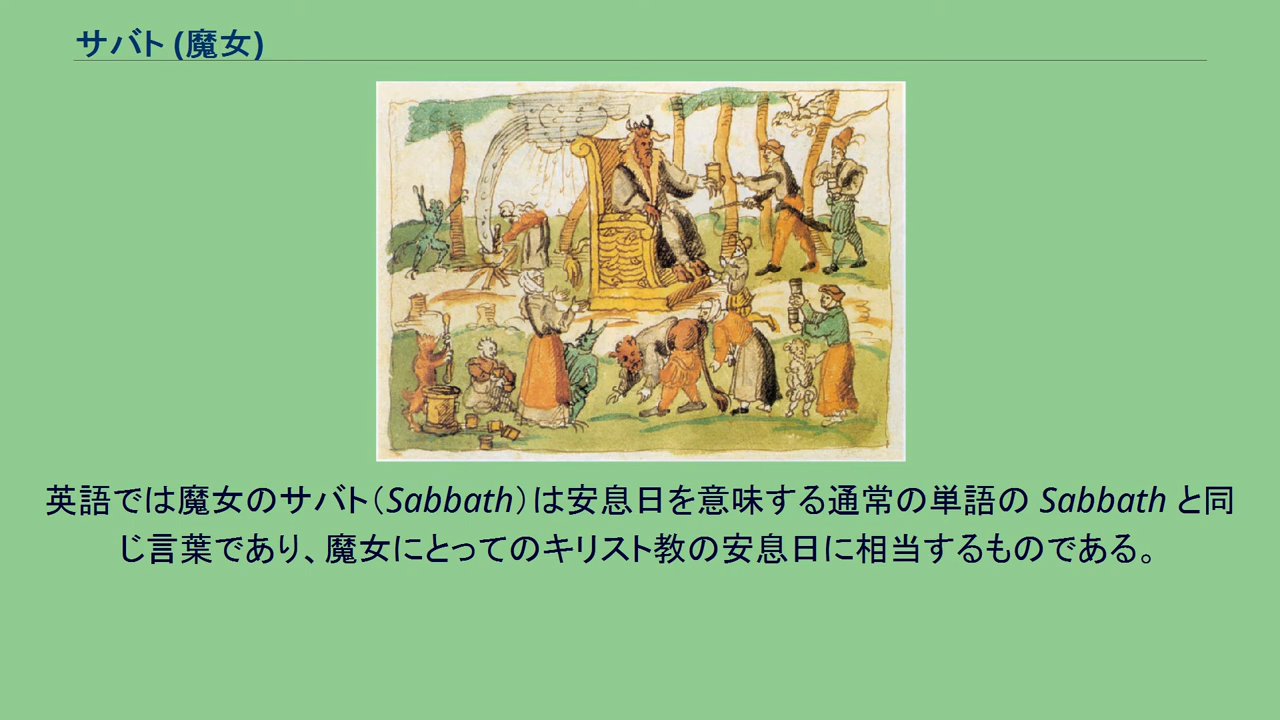 サバト (魔女)
英語では魔女のサバト（Sabbath）は安息日を意味する通常の単語の Sabbath と同
じ言葉であり、魔女にとってのキリスト教の安息日に相当するものである。